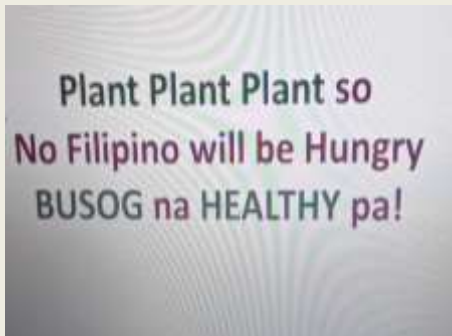 Plant Plant Plant so
No Filipino will be Hungry
BUSOG na HEALTHY pa!